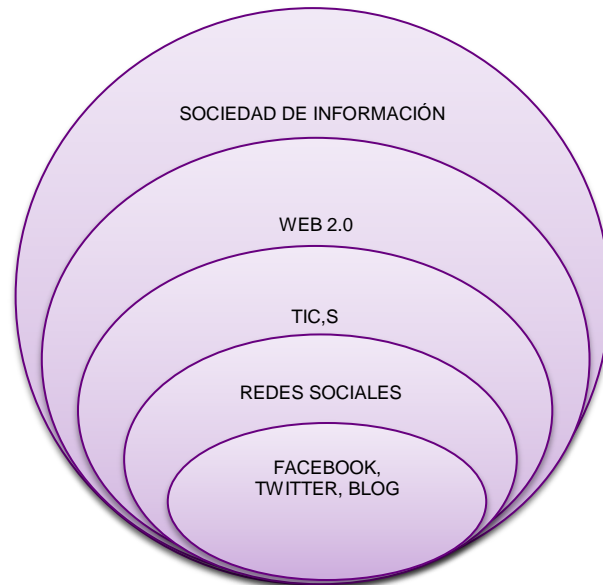 SOCIEDAD DE INFORMACIÓN
WEB 2.0
TIC,S
REDES SOCIALES
FACEBOOK,
TWITTER, BLOG